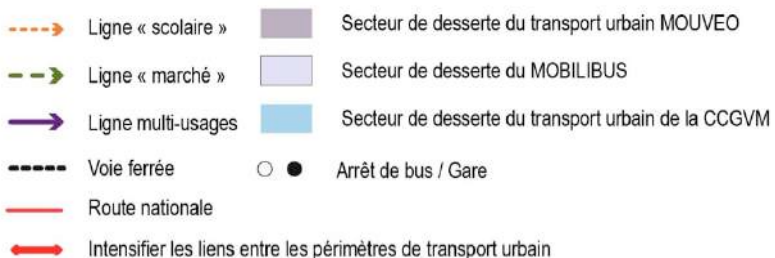 Ligne « scolaire » Secteur de desserte du transport urbain MOUVEO
Ligne « marché » Secteur de desserte du MOBILIBUS
Ligne multi-usages Secteur de desserte du transport urbain de la CCGVM
Voie ferrée Arrêt de bus / Gare
Route nationale
Intensifier les liens entre les périmètres de transport urbain